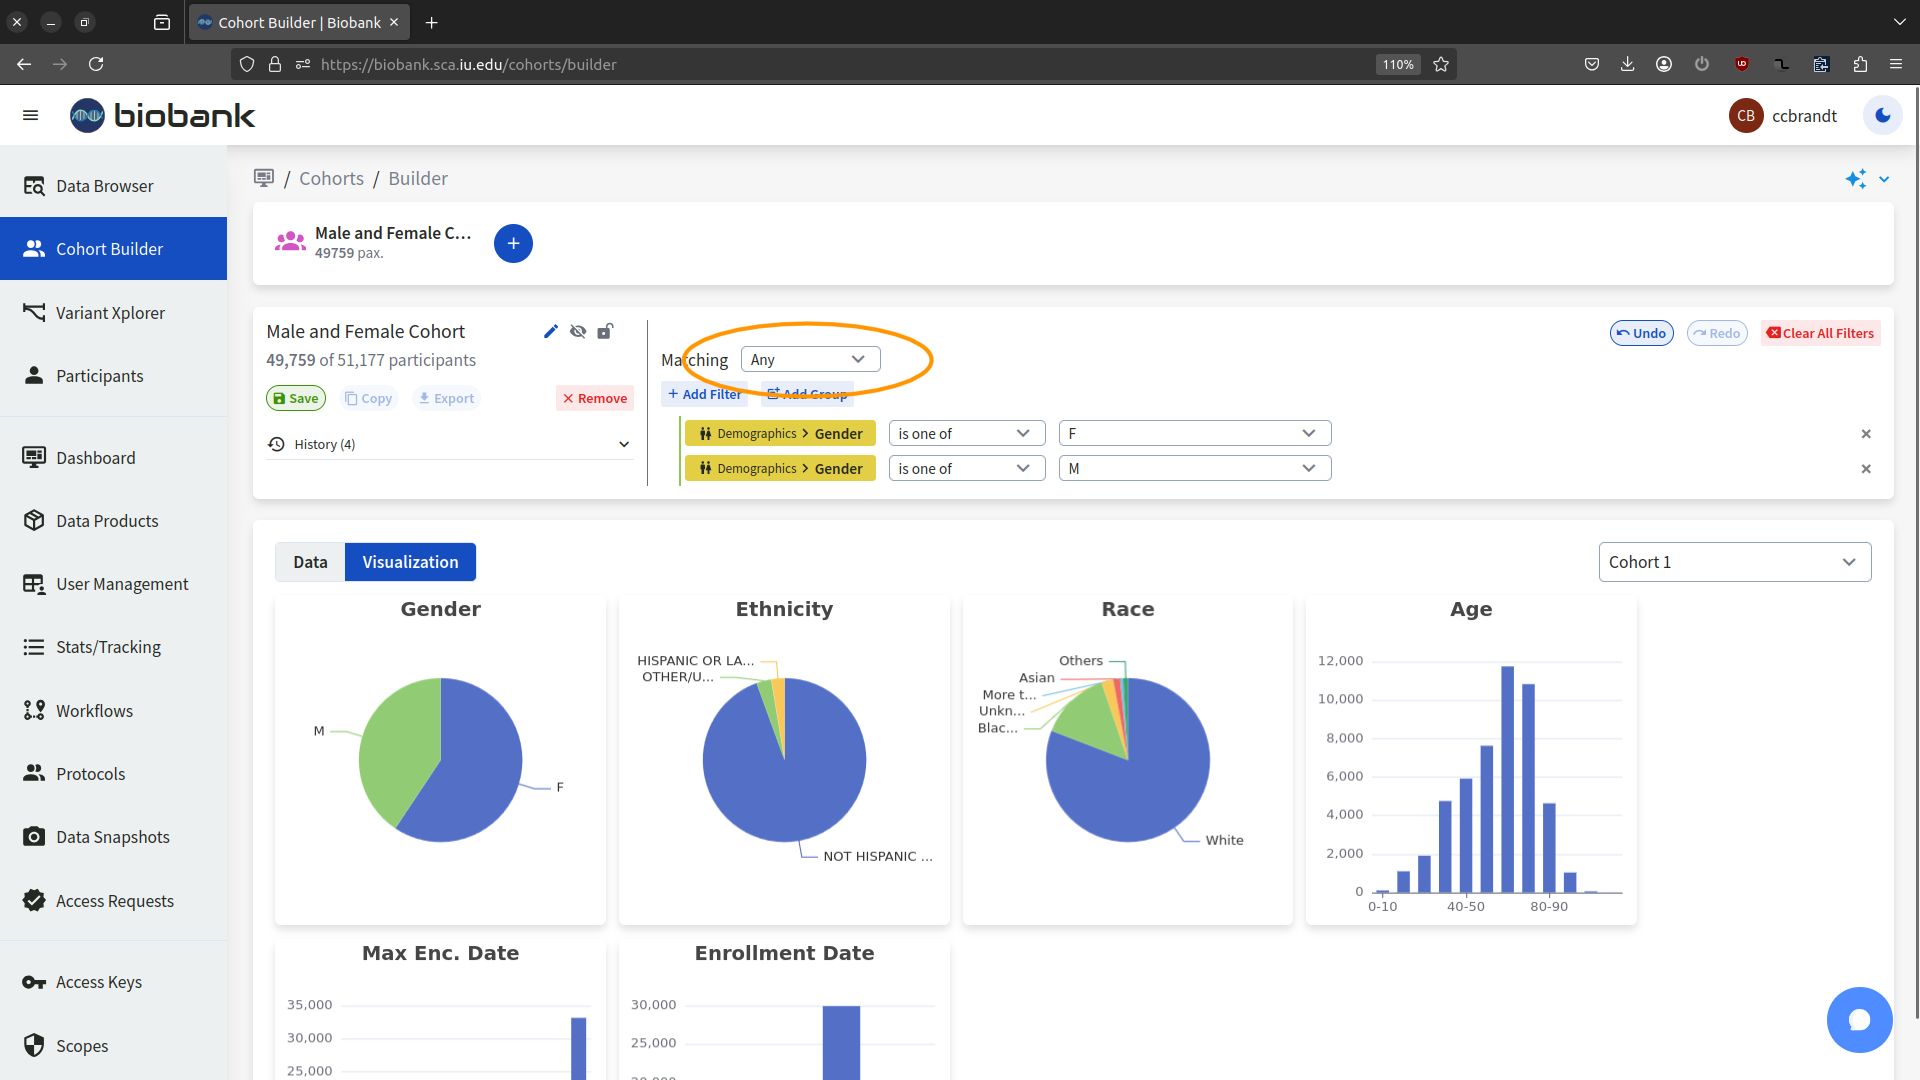 Cohort Builder | Biobank
https://biobank.sca.iu.edu/cohorts/builder
110%
biobank
CB ccbrandt
Data Browser
Cohort Builder
Variant Xplorer
Participants
Dashboard
Data Products
User Management
Stats/Tracking
Workflows
Protocols
Data Snapshots
Access Requests
Access Keys
Scopes
/ Cohorts / Builder
Male and Female C...
49759 pax.
+
Male and Female Cohort
49,759 of 51,177 participants
Save Copy Export Remove
History (4)
Matching Any
Undo Redo Clear All Filters
+ Add Filter Add Group
Demographics > Gender is one of F
Demographics > Gender is one of M
Data Visualization
Cohort 1
Gender
M
F
Ethnicity
HISPANIC OR LA...
OTHER/U...
NOT HISPANIC ...
Race
Others
Asian
More t...
Unkn...
Blac...
White
Age
12,000
10,000
8,000
6,000
4,000
2,000
0
0-10 40-50 80-90
Max Enc. Date
35,000
30,000
25,000
Enrollment Date
30,000
25,000